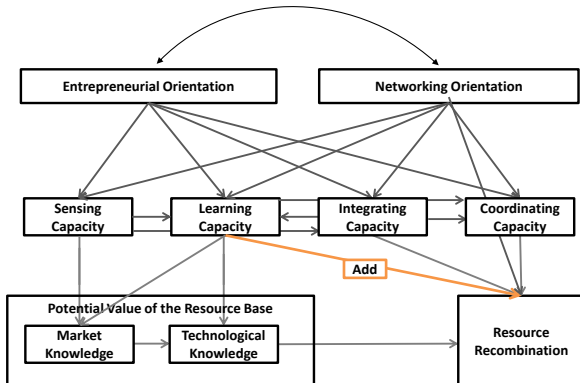 Entrepreneurial Orientation
Networking Orientation
Sensing
Capacity
Learning
Capacity
Integrating
Capacity
Coordinating
Capacity
Add
Potential Value of the Resource Base
Market
Knowledge
Technological
Knowledge
Resource
Recombination